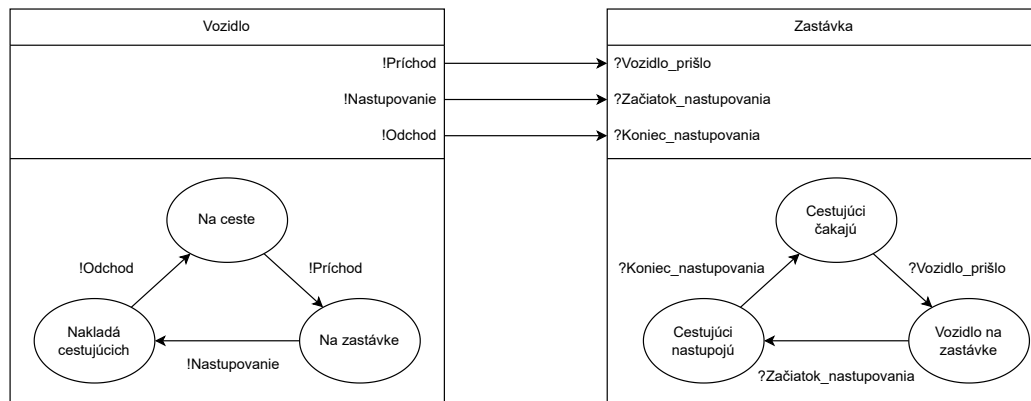 Vozidlo
Zastávka
!Príchod
?Vozidlo_prišlo
!Nastupovanie
?Začiatok_nastupovania
!Odchod
?Koniec_nastupovania
Na ceste
!Odchod
!Príchod
Nakladá
cestujúcich
Na zastávke
!Nastupovanie
Cestujúci
čakajú
?Koniec_nastupovania
?Vozidlo_prišlo
Cestujúci
nastupojú
Vozidlo na
zastávke
?Začiatok_nastupovania